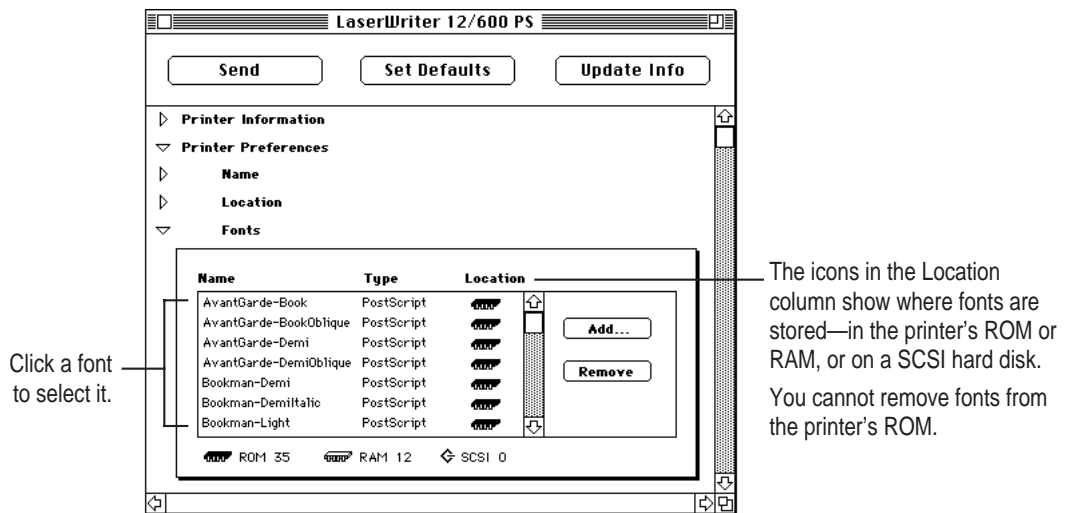 LaserWriter 12/600 PS
Send Set Defaults Update Info
Printer Information
Printer Preferences
Name
Location
Fonts
Name Type Location
AvantGarde-Book PostScript
AvantGarde-BookOblique PostScript
AvantGarde-Demi PostScript
AvantGarde-DemiOblique PostScript
Bookman-Demi PostScript
Bookman-DemiItalic PostScript
Bookman-Light PostScript
Add...
Remove
ROM 35 RAM 12 SCSI 0
Click a font
to select it.
The icons in the Location
column show where fonts are
stored—in the printer's ROM or
RAM, or on a SCSI hard disk.
You cannot remove fonts from
the printer's ROM.